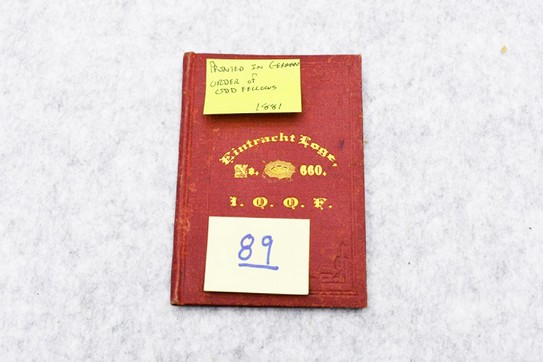 PRINTED IN GERMAN
ORDER OF
ODD FELLOWS
1881
Eintracht Loge,
No. 660.
I. O. O. F.
89